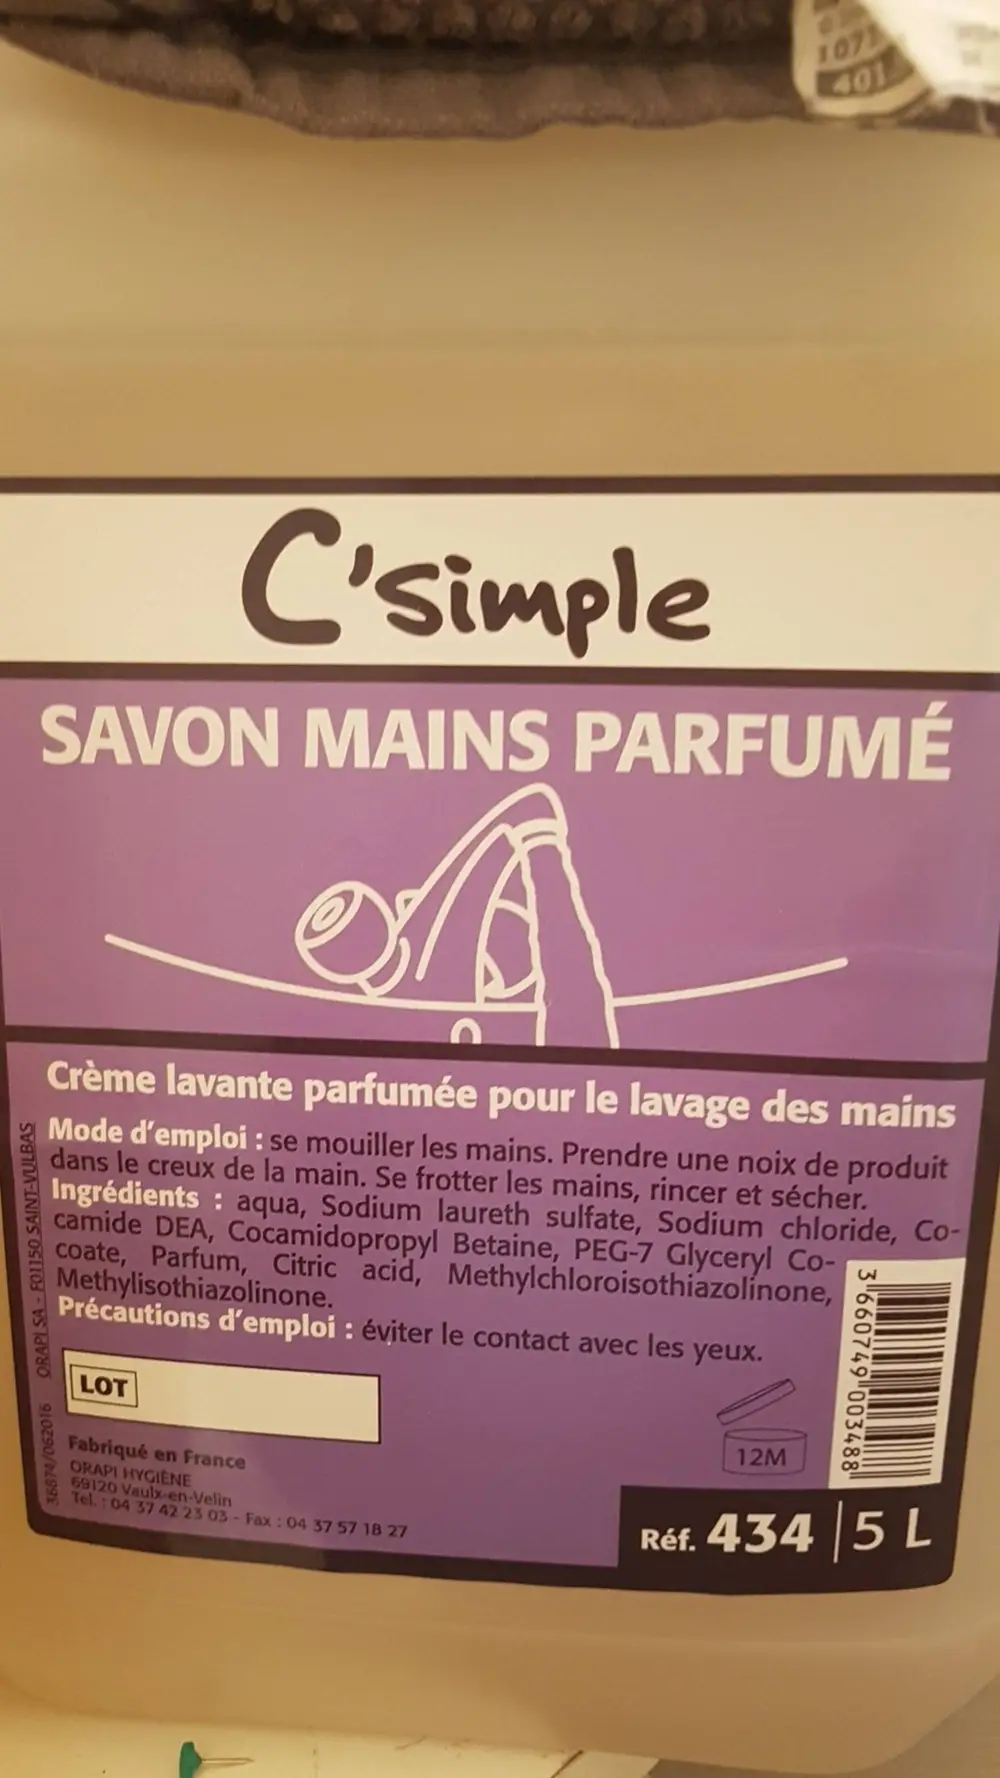 1071
401
C'simple
SAVON MAINS PARFUMÉ
Crème lavante parfumée pour le lavage des mains
Mode d'emploi : se mouiller les mains. Prendre une noix de produit
dans le creux de la main. Se frotter les mains, rincer et sécher.
Ingrédients : aqua, Sodium laureth sulfate, Sodium chloride, Co-
camide DEA, Cocamidopropyl Betaine, PEG-7 Glyceryl Co-
coate, Parfum, Citric acid, Methylchloroisothiazolinone,
Methylisothiazolinone.
Précautions d'emploi : éviter le contact avec les yeux.
LOT
Fabriqué en France
ORAPI HYGIÈNE
69120 Vaulx-en-Velin
Tel. : 04 37 42 23 03 - Fax : 04 37 57 18 27
36874/062016 ORAPI SA - F01150 SAINT-VULBAS
12M
3 660749 003488
Réf. 434 | 5 L